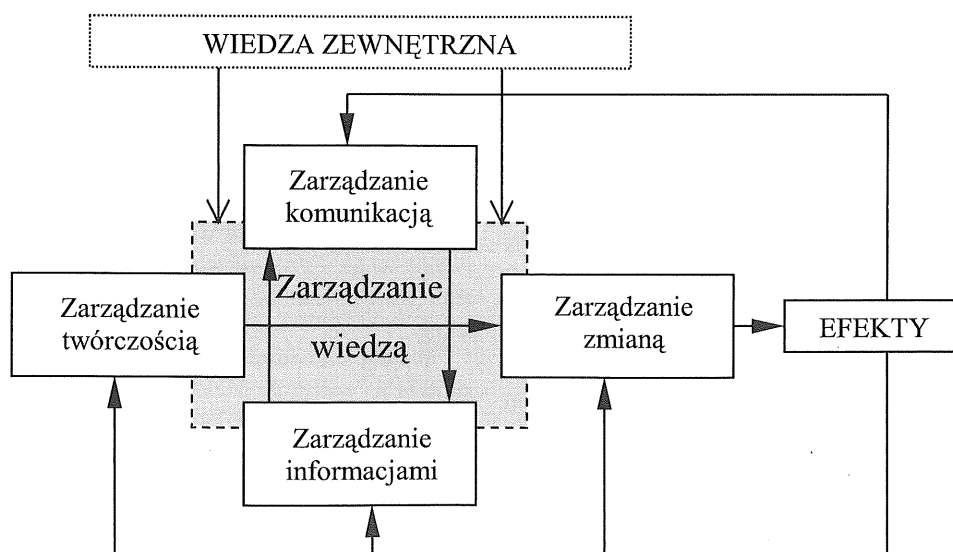 WIEDZA ZEWNĘTRZNA
Zarządzanie
komunikacją
Zarządzanie
wiedzą
Zarządzanie
twórczością
Zarządzanie
zmianą
EFEKTY
Zarządzanie
informacjami